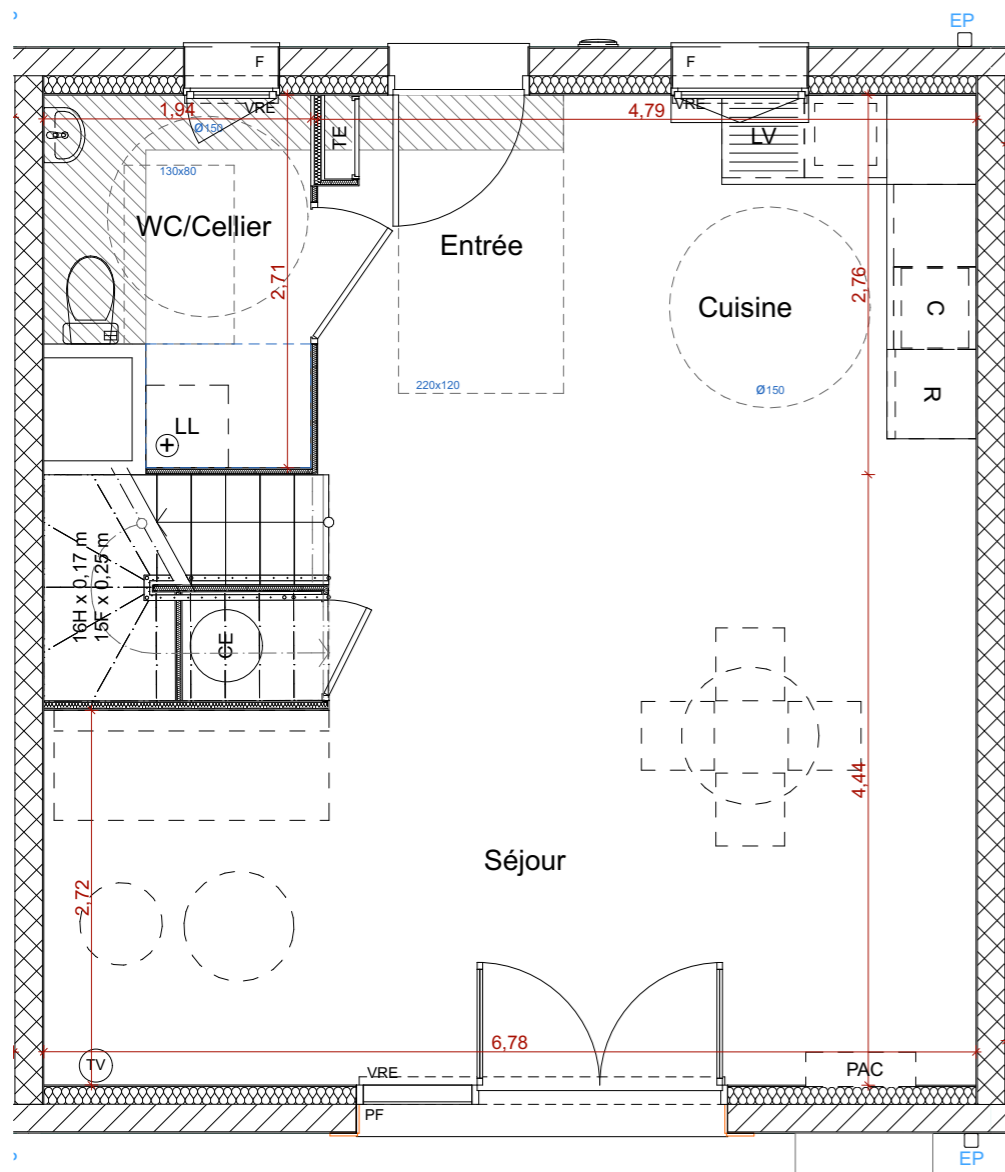 EP
F
F
1,94
VRE
Ø150
4,79
VRE
TE
LV
130x80
WC/Cellier
Entrée
2,71
2,76
Cuisine
C
220x120
Ø150
R
LL
16H x 0,17 m
15F x 0,25 m
CE
4,44
Séjour
2,72
6,78
TV
VRE
PAC
PF
EP